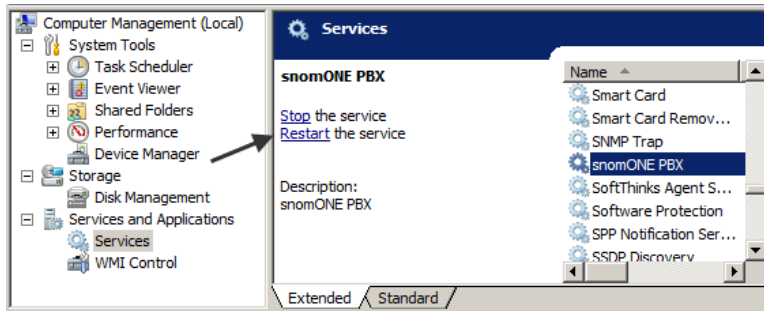 Computer Management (Local)
System Tools
Task Scheduler
Event Viewer
Shared Folders
Performance
Device Manager
Storage
Disk Management
Services and Applications
Services
WMI Control
Services
snomONE PBX
Stop the service
Restart the service
Description:
snomONE PBX
Name
Smart Card
Smart Card Remov...
SNMP Trap
snomONE PBX
SoftThinks Agent S...
Software Protection
SPP Notification Ser...
SSDP Discovery
Extended
Standard